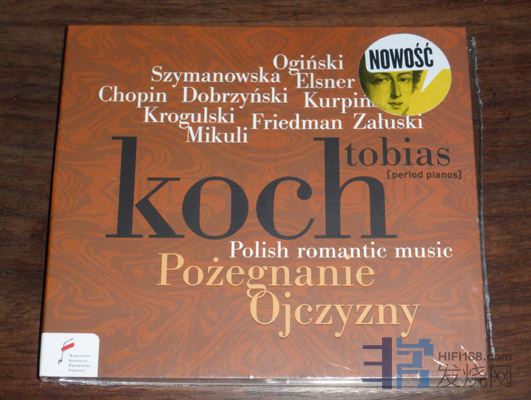 NOWOŚĆ
Ogiński
Szymanowska Elsner
Chopin Dobrzyński
Krogulski Friedman Załuski
Mikuli
koch
tobias
[period pianos]
Polish romantic music
Pożegnanie
Ojczyzny
HIFI168.com
发烧网